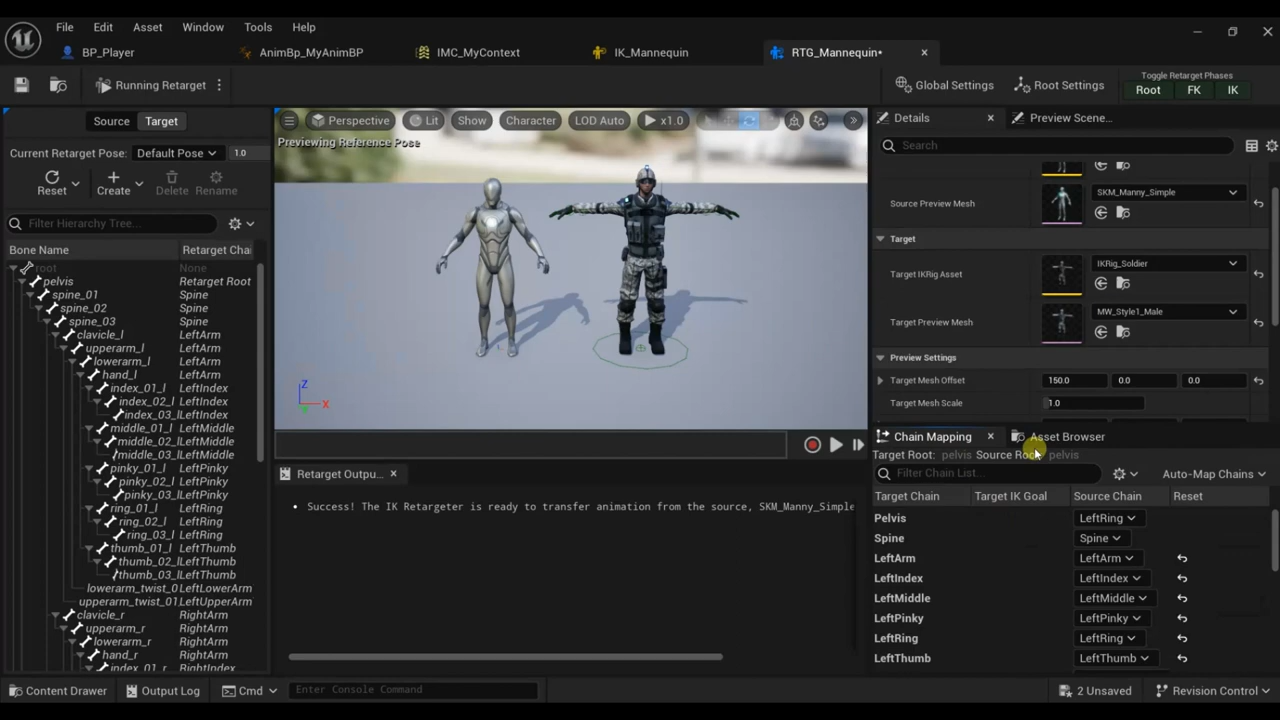 File Edit Asset Window Tools Help
BP_Player AnimBp_MyAnimBP IMC_MyContext IK_Mannequin RTG_Mannequin•
Running Retarget Global Settings Root Settings Toggle Retarget Phases
Root FK IK
Source Target
Current Retarget Pose: Default Pose 1.0
Reset Create Delete Rename
Filter Hierarchy Tree...
Bone Name Retarget Chai
root None
pelvis Retarget Root
spine_01 Spine
spine_02 Spine
spine_03 Spine
clavicle_l LeftArm
upperarm_l LeftArm
lowerarm_l LeftArm
hand_l LeftArm
index_01_l LeftIndex
index_02_l LeftIndex
index_03_l LeftIndex
middle_01_l LeftMiddle
middle_02_l LeftMiddle
middle_03_l LeftMiddle
pinky_01_l LeftPinky
pinky_02_l LeftPinky
pinky_03_l LeftPinky
ring_01_l LeftRing
ring_02_l LeftRing
ring_03_l LeftRing
thumb_01_l LeftThumb
thumb_02_l LeftThumb
thumb_03_l LeftThumb
lowerarm_twist_0 LeftLowerArm
upperarm_twist_01 LeftUpperArm
clavicle_r RightArm
upperarm_r RightArm
lowerarm_r RightArm
hand_r RightArm
index_01_r RightIndex
Perspective Lit Show Character LOD Auto x1.0
Previewing Reference Pose
Z
X
Retarget Outpu...
• Success! The IK Retargeter is ready to transfer animation from the source, SKM_Manny_Simple
Details Preview Scene...
Search
Source Preview Mesh SKM_Manny_Simple
Target
Target IKRig Asset IKRig_Soldier
Target Preview Mesh MW_Style1_Male
Preview Settings
Target Mesh Offset 150.0 0.0 0.0
Target Mesh Scale 1.0
Chain Mapping Asset Browser
Target Root: pelvis Source Root: pelvis
Filter Chain List... Auto-Map Chains
Target Chain Target IK Goal Source Chain Reset
Pelvis LeftRing
Spine Spine
LeftArm LeftArm
LeftIndex LeftIndex
LeftMiddle LeftMiddle
LeftPinky LeftPinky
LeftRing LeftRing
LeftThumb LeftThumb
Content Drawer Output Log Cmd Enter Console Command 2 Unsaved Revision Control